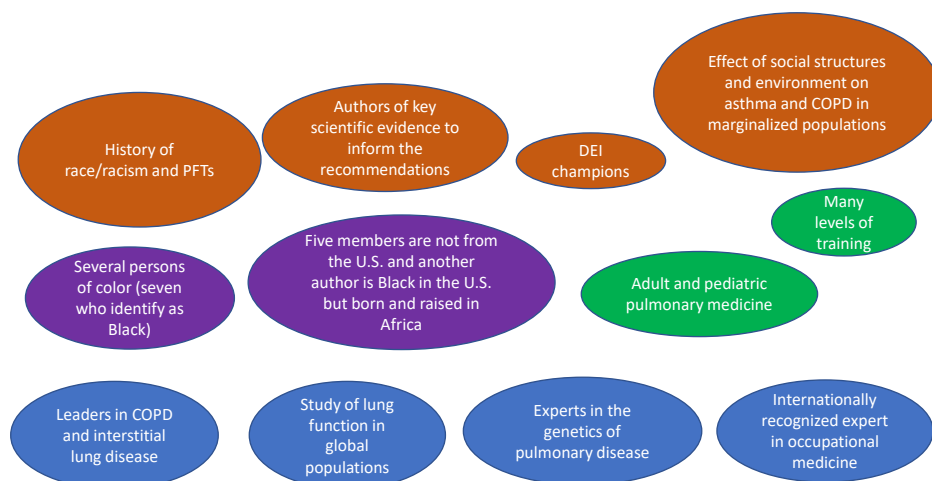 History of
race/racism and PFTs
Authors of key
scientific evidence to
inform the
recommendations
DEI
champions
Effect of social structures
and environment on
asthma and COPD in
marginalized populations
Many
levels of
training
Several persons
of color (seven
who identify as
Black)
Five members are not from
the U.S. and another
author is Black in the U.S.
but born and raised in
Africa
Adult and pediatric
pulmonary medicine
Leaders in COPD
and interstitial
lung disease
Study of lung
function in
global
populations
Experts in the
genetics of
pulmonary disease
Internationally
recognized expert
in occupational
medicine